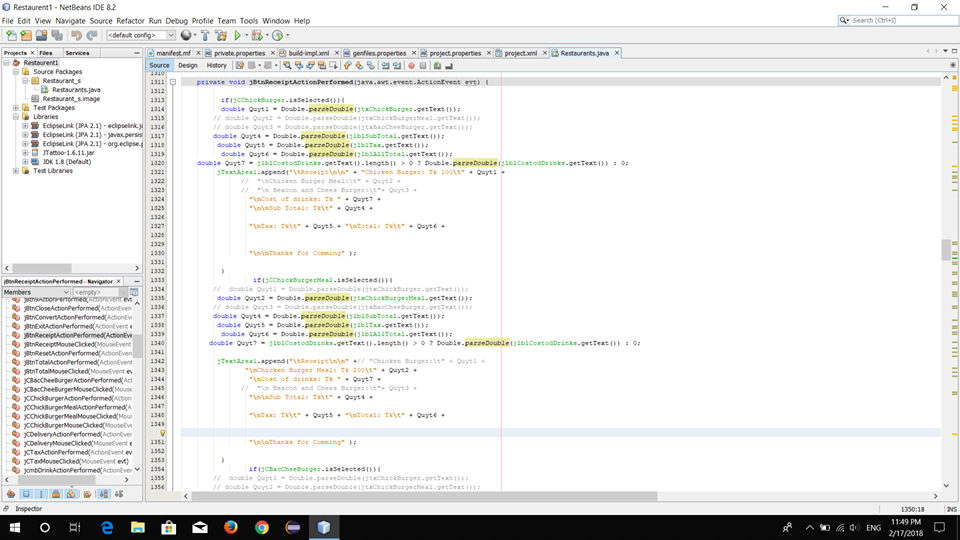 Restaurent1 - NetBeans IDE 8.2
File Edit View Navigate Source Refactor Run Debug Profile Team Tools Window Help
Search (Ctrl+I)
<default config>
Projects Files Services
manifest.mf private.properties build-impl.xml genfiles.properties project.properties project.xml Restaurants.java
Source Design History
Restaurent1
Source Packages
Restaurant_s
Restaurants.java
Restaurant_s.image
Test Packages
Libraries
EclipseLink (JPA 2.1) - eclipselink.ja
EclipseLink (JPA 2.1) - javax.persis
EclipseLink (JPA 2.1) - org.eclipse.p
JTattoo-1.6.11.jar
JDK 1.8 (Default)
Test Libraries
jBtnReceiptActionPerformed - Navigator
Members <empty>
jBtnCloseActionPerformed(ActionEvent
jBtnConvertActionPerformed(ActionEv
jBtnExtActionPerformed(ActionEvent ev
jBtnReceiptActionPerformed(ActionEve
jBtnReceiptMouseClicked(MouseEvent
jBtnResetActionPerformed(ActionEvent
jBtnTotalActionPerformed(ActionEvent
jBtnTotalMouseClicked(MouseEvent ev
jCBacCheeBurgerActionPerformed(
jCBacCheeBurgerMouseClicked(Mouse
jCChickBurgerActionPerformed(Action
jCChickBurgerMealActionPerformed(A
jCChickBurgerMealMouseClicked(Mou
jCChickBurgerMouseClicked(MouseEve
jCDeliveryActionPerformed(ActionEven
jCDeliveryMouseClicked(MouseEvent e
jCTaxActionPerformed(ActionEvent evt
jCTaxMouseClicked(MouseEvent evt)
jcmbDrinkActionPerformed(ActionEven
1310
1311 private void jBtnReceiptActionPerformed(java.awt.event.ActionEvent evt) {
1312
1313 if(jCChickBurger.isSelected()){
1314 double Quyt1 = Double.parseDouble(jtxChickBurger.getText());
1315 // double Quyt2 = Double.parseDouble(jtxChickBurgerMeal.getText());
1316 // double Quyt3 = Double.parseDouble(jtxBacCheeBurger.getText());
1317 double Quyt4 = Double.parseDouble(jlblSubTotal.getText());
1318 double Quyt5 = Double.parseDouble(jlblTax.getText());
1319 double Quyt6 = Double.parseDouble(jlblAllTotal.getText());
1320 double Quyt7 = jlblCostodDrinks.getText().length() > 0 ? Double.parseDouble(jlblCostodDrinks.getText()) : 0;
1321 jTextAreal.append("\tReceipt\n\n" + "Chicken Burger: Tk 100\t" + Quyt1 +
1322 // "\nChicken Burger Meal:\t"+ Quyt2 +
1323 // "\n Beacon and Chees Burger:\t"+ Quyt3 +
1324 "\nCost of drinks: Tk " + Quyt7 +
1325 "\n\nSub Total: Tk\t" + Quyt4 +
1326
1327 "\nTax: Tk\t" + Quyt5 + "\nTotal: Tk\t" + Quyt6 +
1328
1329
1330 "\n\nThanks for Comming" );
1331
1332 }
1333 if(jCChickBurgerMeal.isSelected()){
1334 // double Quyt1 = Double.parseDouble(jtxChickBurger.getText());
1335 double Quyt2 = Double.parseDouble(jtxChickBurgerMeal.getText());
1336 // double Quyt3 = Double.parseDouble(jtxBacCheeBurger.getText());
1337 double Quyt4 = Double.parseDouble(jlblSubTotal.getText());
1338 double Quyt5 = Double.parseDouble(jlblTax.getText());
1339 double Quyt6 = Double.parseDouble(jlblAllTotal.getText());
1340 double Quyt7 = jlblCostodDrinks.getText().length() > 0 ? Double.parseDouble(jlblCostodDrinks.getText()) : 0;
1341
1342 jTextAreal.append("\tReceipt\n\n" +// "Chicken Burger:\t" + Quyt1 +
1343 "\nChicken Burger Meal: Tk 200\t" + Quyt2 +
1344 "\nCost of drinks: Tk " + Quyt7 +
1345 // "\n Beacon and Chees Burger:\t"+ Quyt3 +
1346 "\n\nSub Total: Tk\t" + Quyt4 +
1347
1348 "\nTax: Tk\t" + Quyt5 + "\nTotal: Tk\t" + Quyt6 +
1349
1351 "\n\nThanks for Comming" );
1352
1353 }
1354 if(jCBacCheeBurger.isSelected()){
1355 // double Quyt1 = Double.parseDouble(jtxChickBurger.getText());
1356 // double Quyt2 = Double.parseDouble(jtxChickBurgerMeal.getText());
Inspector
1350:18 INS
ENG
11:49 PM
2/17/2018